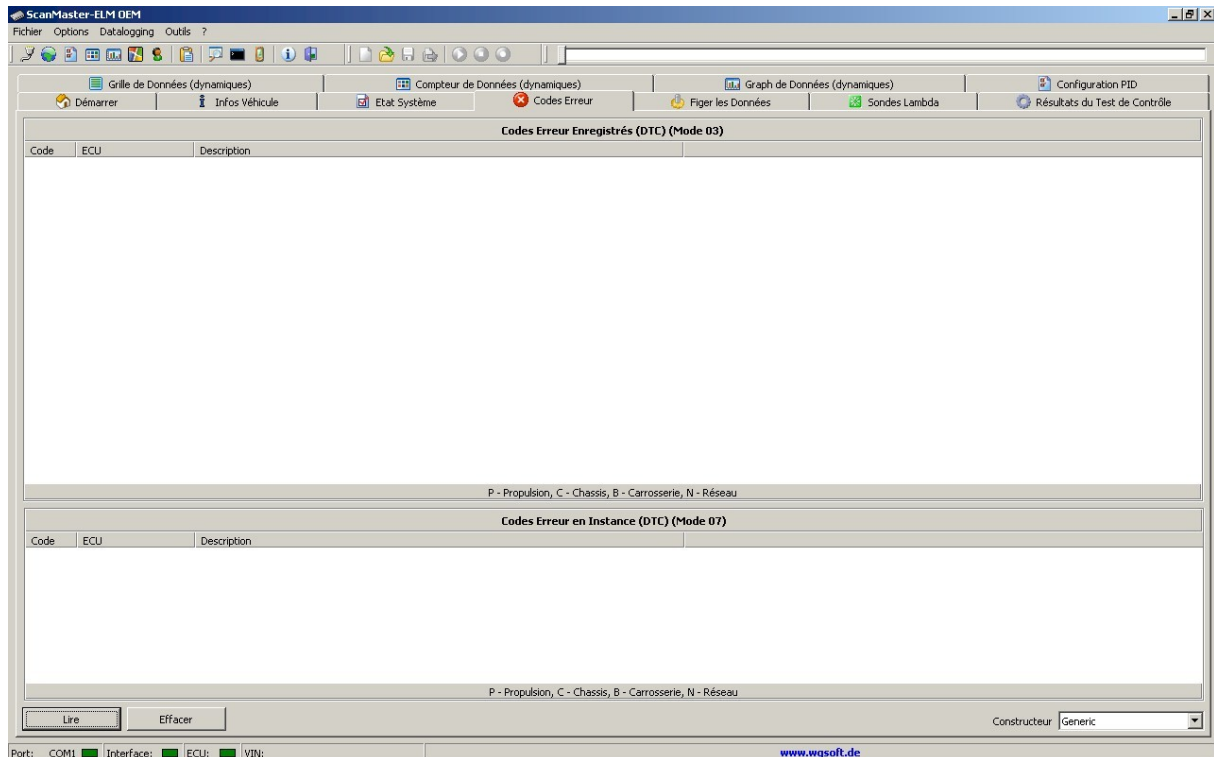 ScanMaster-ELM OEM
Fichier Options Datalogging Outils ?
Grille de Données (dynamiques) Compteur de Données (dynamiques) Graph de Données (dynamiques) Configuration PID
Démarrer Infos Véhicule Etat Système Codes Erreur Figer les Données Sondes Lambda Résultats du Test de Contrôle
Codes Erreur Enregistrés (DTC) (Mode 03)
Code ECU Description
P - Propulsion, C - Chassis, B - Carrosserie, N - Réseau
Codes Erreur en Instance (DTC) (Mode 07)
Code ECU Description
P - Propulsion, C - Chassis, B - Carrosserie, N - Réseau
Lire Effacer Constructeur Generic
Port: COM1 Interface: ECU: VIN: www.wgsoft.de